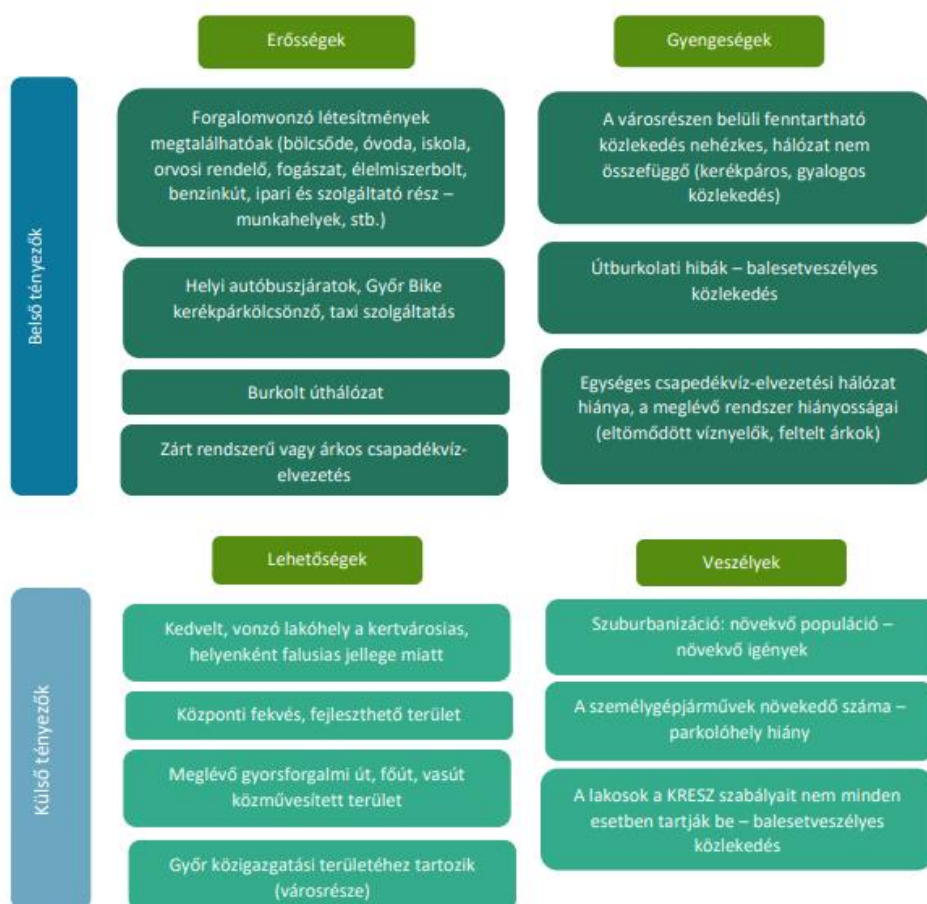 Erősségek
Gyengeségek
Belső tényezők
Forgalomvonzó létesítmények
megtalálhatóak (bölcsőde, óvoda, iskola,
orvosi rendelő, fogászat, élelmiszerbolt,
benzinkút, ipari és szolgáltató rész –
munkahelyek, stb.)
Helyi autóbuszjáratok, Győr Bike
kerékpárkölcsönző, taxi szolgáltatás
Burkolt úthálózat
Zárt rendszerű vagy árkos csapadékvíz-
elvezetés
A városrészen belüli fenntartható
közlekedés nehézkes, hálózat nem
összefüggő (kerékpáros, gyalogos
közlekedés)
Útburkolati hibák – balesetveszélyes
közlekedés
Egységes csapedékvíz-elvezetési hálózat
hiánya, a meglévő rendszer hiányosságai
(eltömődött víznyelők, feltelt árkok)
Lehetőségek
Veszélyek
Külső tényezők
Kedvelt, vonzó lakóhely a kertvárosias,
helyenként falusias jellege miatt
Központi fekvés, fejleszthető terület
Meglévő gyorsforgalmi út, főút, vasút
közművesített terület
Győr közigazgatási területéhez tartozik
(városrésze)
Szuburbanizáció: növekvő populáció –
növekvő igények
A személygépjárművek növekedő száma –
parkolóhely hiány
A lakosok a KRESZ szabályait nem minden
esetben tartják be – balesetveszélyes
közlekedés